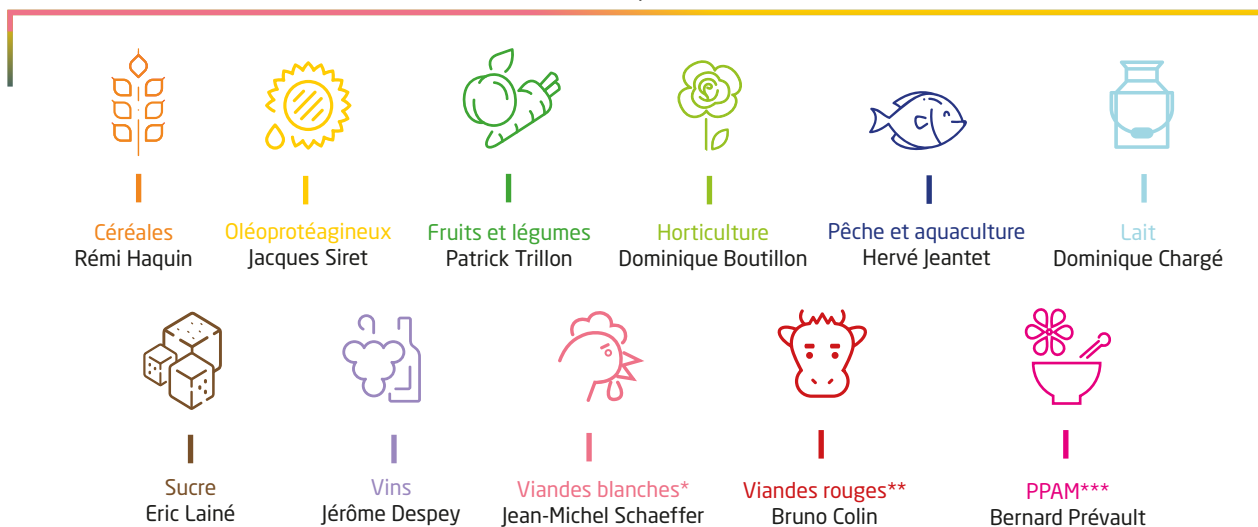 Céréales
Rémi Haquin
Oléoprotéagineux
Jacques Siret
Fruits et légumes
Patrick Trillon
Horticulture
Dominique Boutillon
Pêche et aquaculture
Hervé Jeantet
Lait
Dominique Chargé
Sucre
Eric Lainé
Vins
Jérôme Despey
Viandes blanches*
Jean-Michel Schaeffer
Viandes rouges**
Bruno Colin
PPAM***
Bernard Prévault